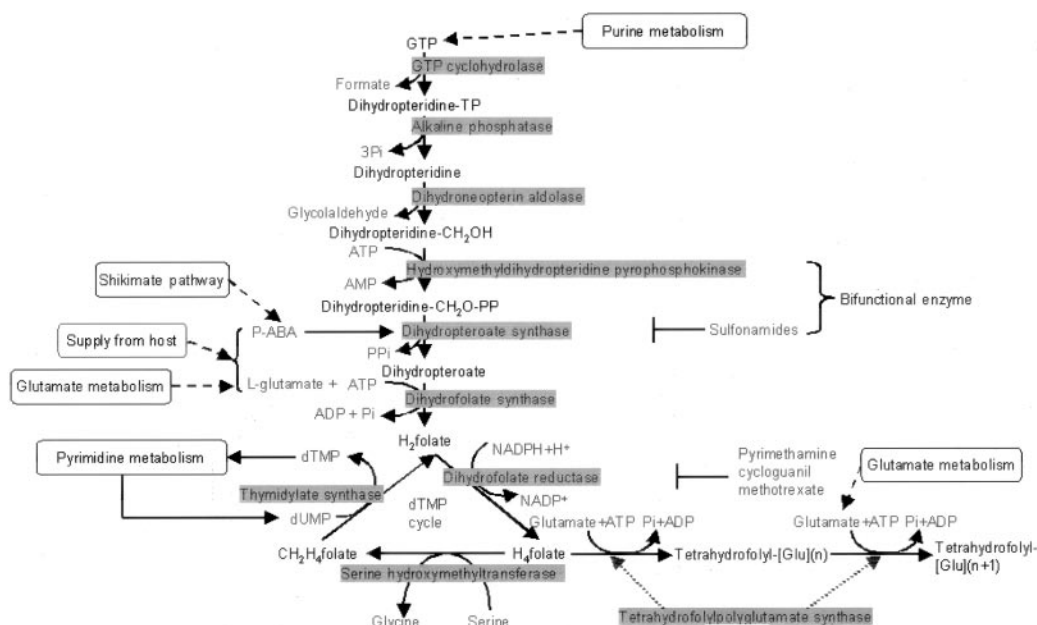 Purine metabolism
GTP
GTP cyclohydrolase
Formate
Dihydropteridine-TP
Alkaline phosphatase
3Pi
Dihydropteridine
Dihydroneopterin aldolase
Glycolaldehyde
Dihydropteridine-CH₂OH
ATP
Hydroxymethyldihydropteridine pyrophosphokinase
AMP
Shikimate pathway
Dihydropteridine-CH₂O-PP
Bifunctional enzyme
P-ABA
Dihydropteroate synthase
Sulfonamides
Supply from host
PPi
Dihydropteroate
Glutamate metabolism
L-glutamate + ATP
Dihydrofolate synthase
ADP + Pi
H₂folate
NADPH+H⁺
Pyrimidine metabolism
dTMP
Dihydrofolate reductase
Pyrimethamine
cycloguanil
methotrexate
Glutamate metabolism
Thymidylate synthase
NADP⁺
dUMP
dTMP
cycle
Glutamate+ATP Pi+ADP
Glutamate+ATP Pi+ADP
CH₂H₄folate
H₄folate
Tetrahydrofolyl-[Glu](n)
Tetrahydrofolyl-
[Glu](n+1)
Serine hydroxymethyltransferase
Glycine
Serine
Tetrahydrofolylpolyglutamate synthase